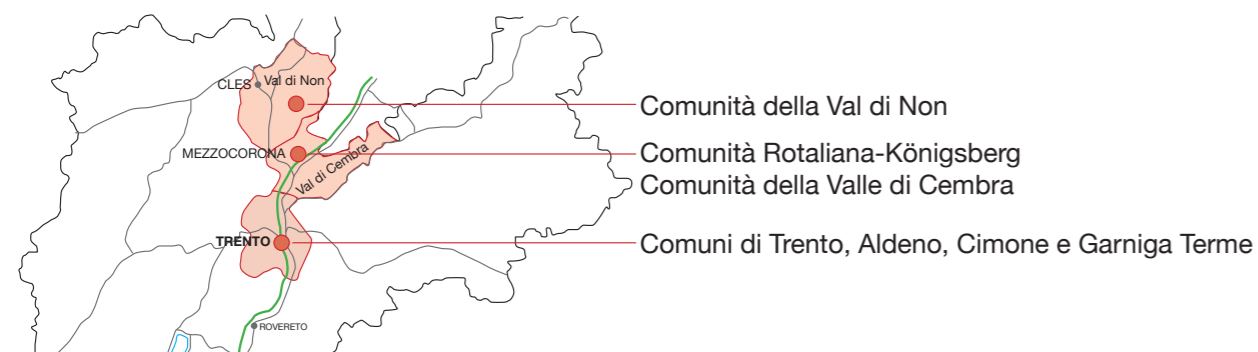 CLES
Val di Non
Comunità della Val di Non
MEZZOCORONA
Comunità Rotaliana-Königsberg
Val di Cembra
Comunità della Valle di Cembra
TRENTO
Comuni di Trento, Aldeno, Cimone e Garniga Terme
ROVERETO